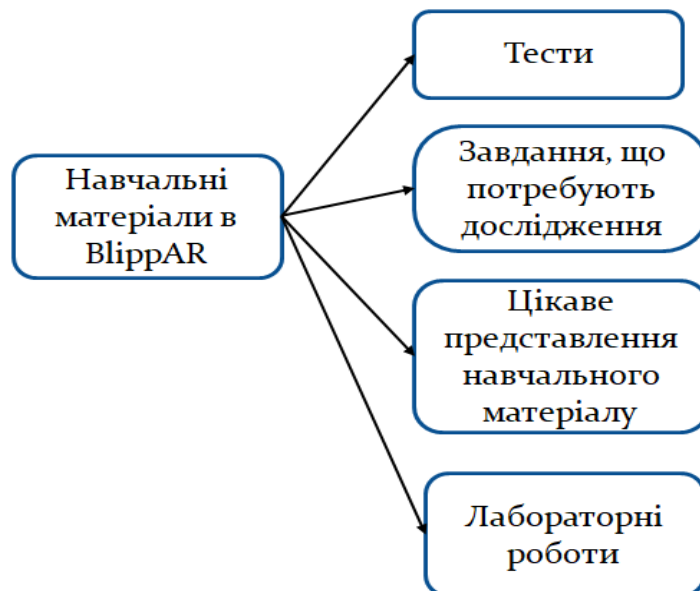 Навчальні
матеріали в
BlippAR
Тести
Завдання, що
потребують
дослідження
Цікаве
представлення
навчального
матеріалу
Лабораторні
роботи